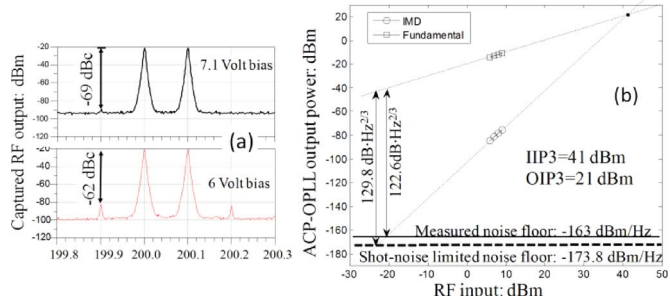 -20
-40
-60
-80
-100
-120
-20
-40
-60
-80
-100
-120
Captured RF output: dBm
-69 dBc
7.1 Volt bias
(a)
-62 dBc
6 Volt bias
199.8 199.9 200.0 200.1 200.2 200.3
ACP-OPLL output power: dBm
20
0
-20
-40
-60
-80
-100
-120
-140
-160
-180
IMD
Fundamental
(b)
129.8 dB·Hz2/3
122.6dB·Hz2/3
IIP3=41 dBm
OIP3=21 dBm
Measured noise floor: -163 dBm/Hz
Shot-noise limited noise floor: -173.8 dBm/Hz
-30 -20 -10 0 10 20 30 40 50
RF input: dBm